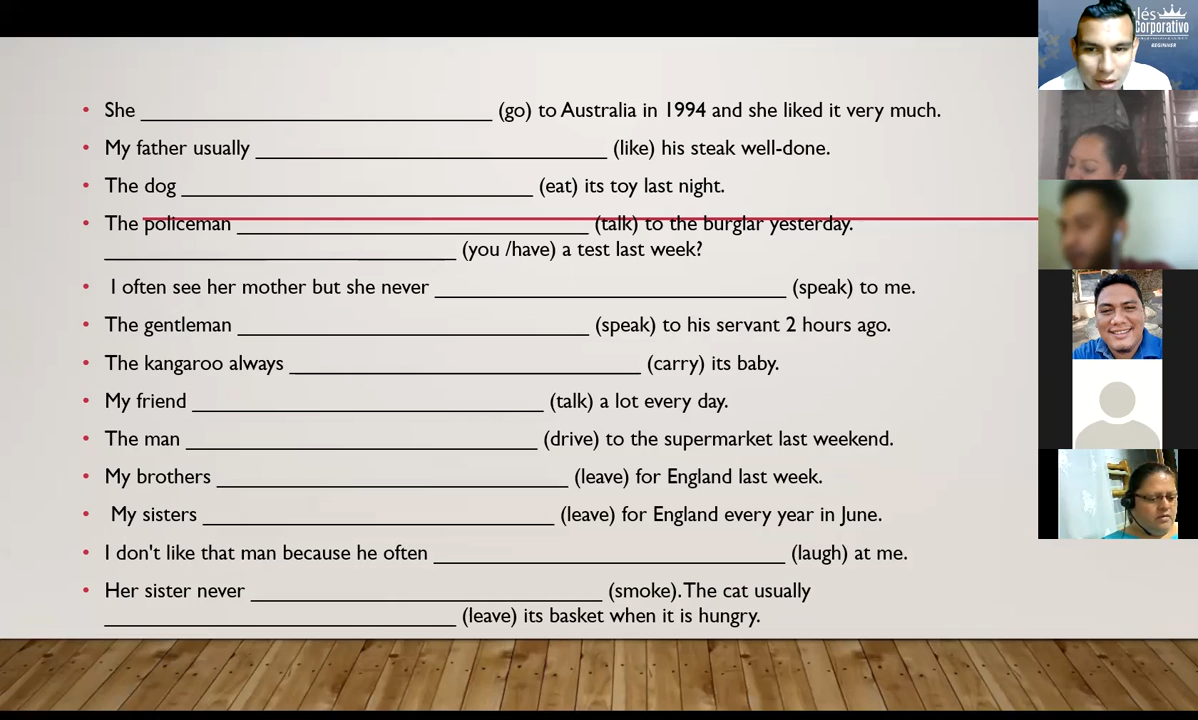 • She ________________________________ (go) to Australia in 1994 and she liked it very much.
• My father usually ________________________________ (like) his steak well-done.
• The dog ________________________________ (eat) its toy last night.
• The policeman ________________________________ (talk) to the burglar yesterday.
________________________________ (you /have) a test last week?
• I often see her mother but she never ________________________________ (speak) to me.
• The gentleman ________________________________ (speak) to his servant 2 hours ago.
• The kangaroo always ________________________________ (carry) its baby.
• My friend ________________________________ (talk) a lot every day.
• The man ________________________________ (drive) to the supermarket last weekend.
• My brothers ________________________________ (leave) for England last week.
• My sisters ________________________________ (leave) for England every year in June.
• I don't like that man because he often ________________________________ (laugh) at me.
• Her sister never ________________________________ (smoke). The cat usually
________________________________ (leave) its basket when it is hungry.
lés
Corporativo
BEGINNER